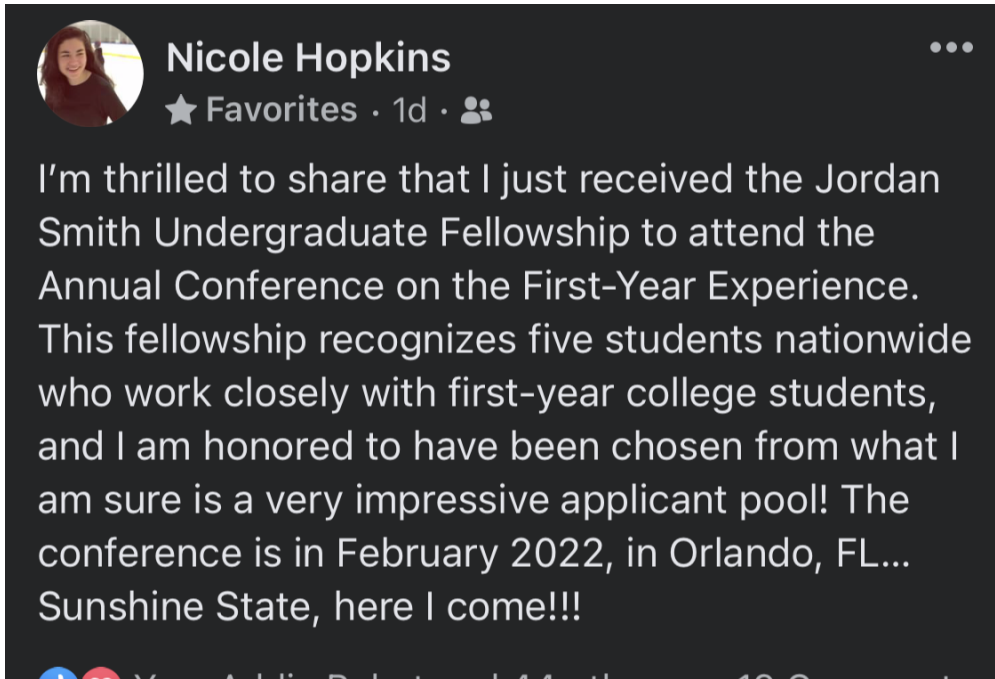 Nicole Hopkins
Favorites · 1d ·
I’m thrilled to share that I just received the Jordan
Smith Undergraduate Fellowship to attend the
Annual Conference on the First-Year Experience.
This fellowship recognizes five students nationwide
who work closely with first-year college students,
and I am honored to have been chosen from what I
am sure is a very impressive applicant pool! The
conference is in February 2022, in Orlando, FL...
Sunshine State, here I come!!!